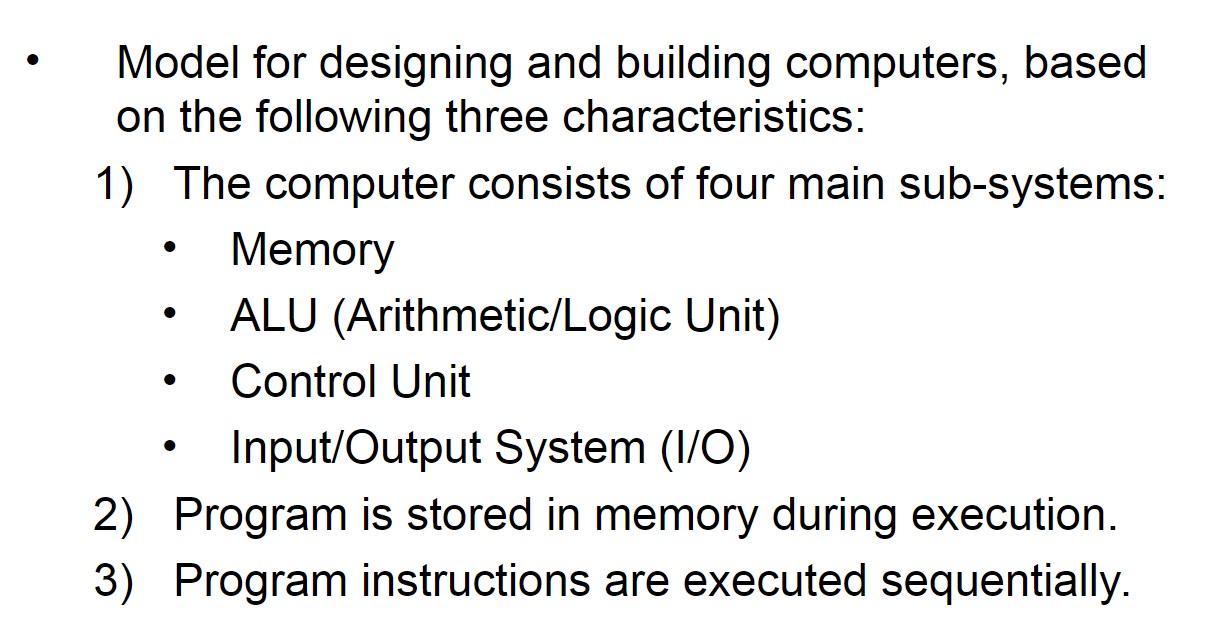 • Model for designing and building computers, based
on the following three characteristics:
1) The computer consists of four main sub-systems:
• Memory
• ALU (Arithmetic/Logic Unit)
• Control Unit
• Input/Output System (I/O)
2) Program is stored in memory during execution.
3) Program instructions are executed sequentially.